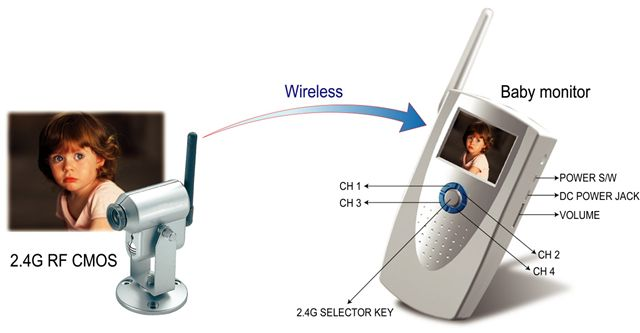 Wireless
Baby monitor
2.4G RF CMOS
CH 1
CH 3
POWER S/W
DC POWER JACK
VOLUME
CH 2
CH 4
2.4G SELECTOR KEY